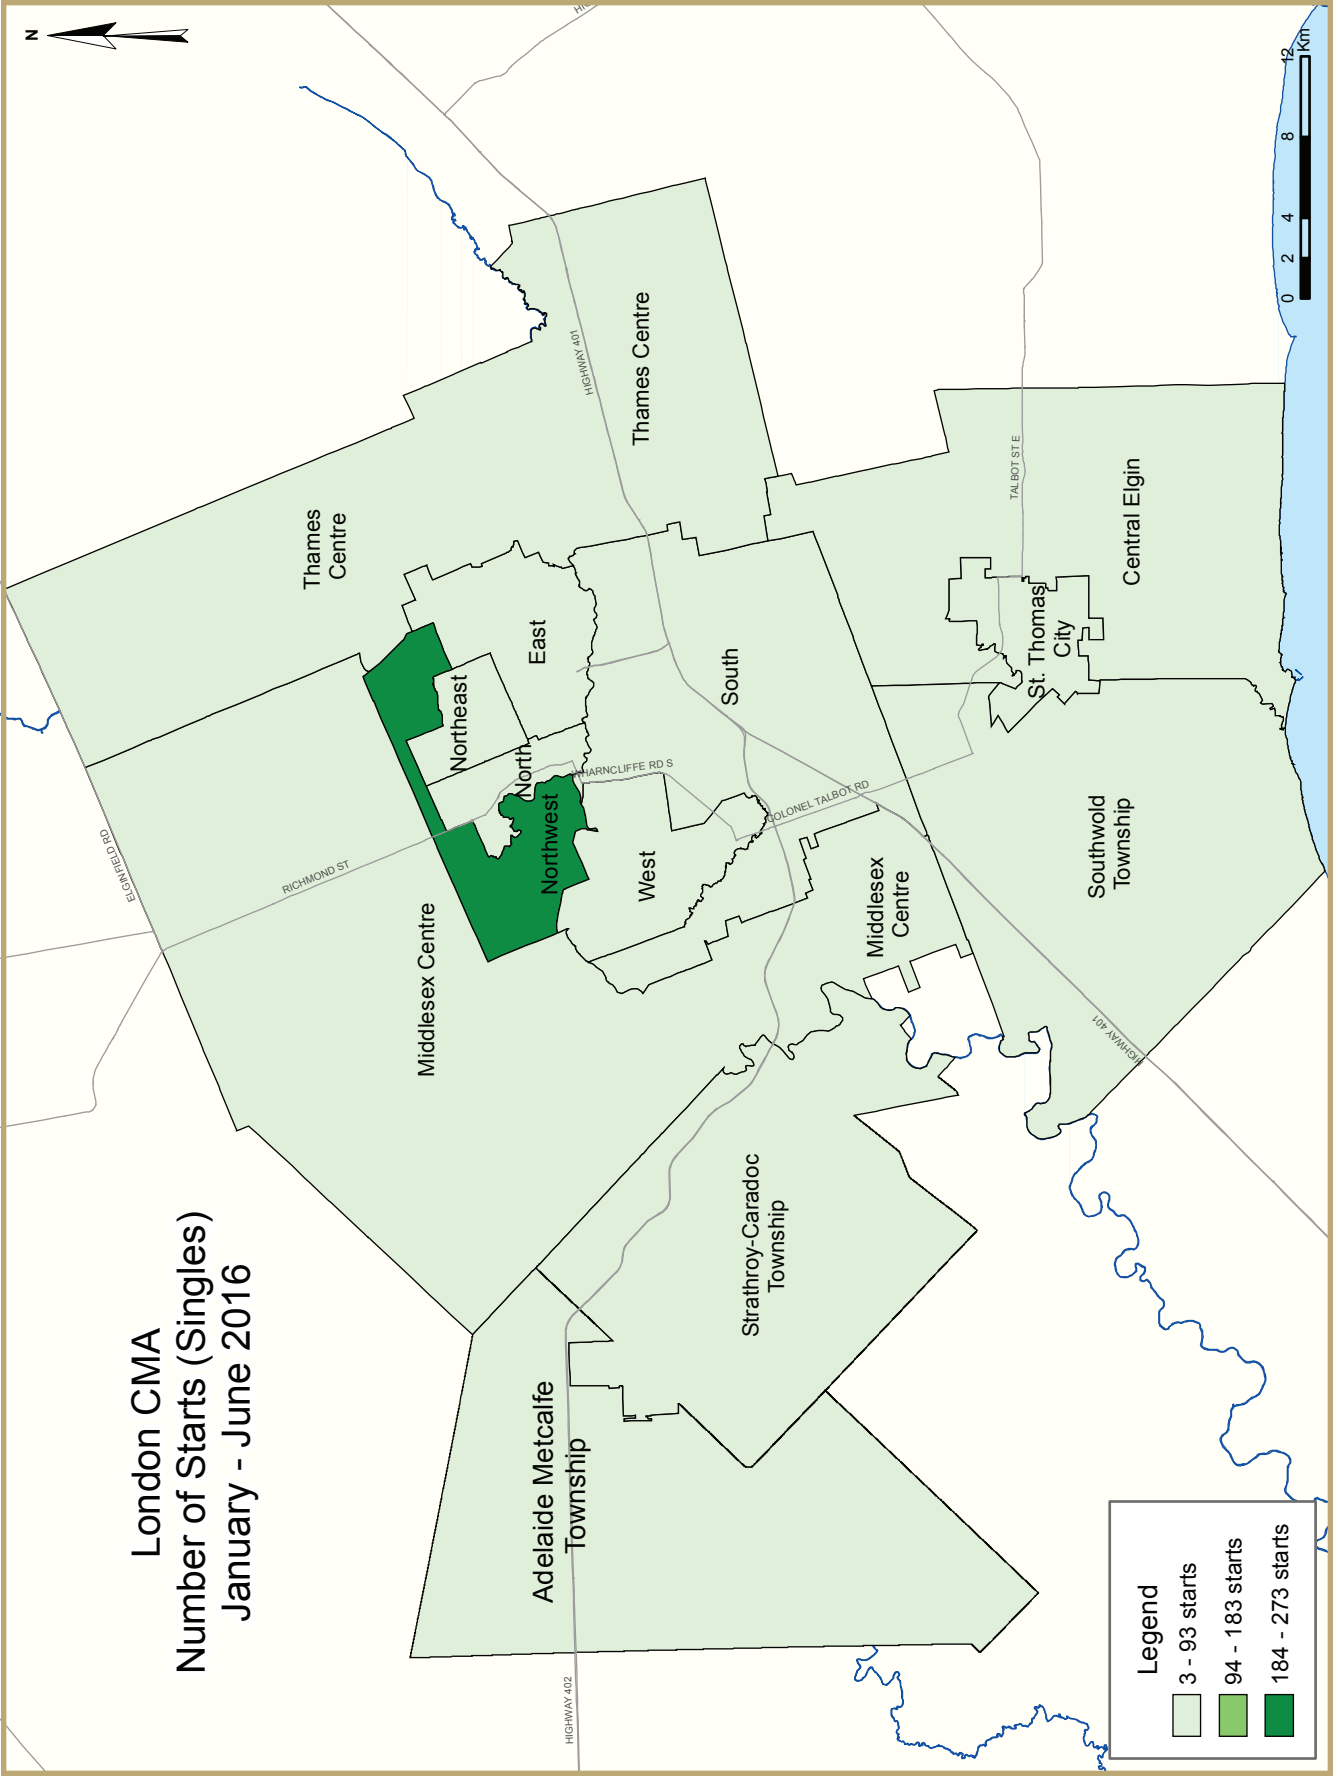 London CMA
Number of Starts (Singles)
January - June 2016
N
HIGHWAY 402
Adelaide Metcalfe
Township
Strathroy-Caradoc
Township
Middlesex Centre
ELGINFIELD RD
RICHMOND ST
Thames
Centre
Northeast
North
Northwest
East
West
South
WHARNCLIFFE RD S
COLONEL TALBOT RD
HIGHWAY 401
Thames Centre
Middlesex
Centre
Southwold
Township
HIGHWAY 401
St. Thomas
City
TALBOT ST E
Central Elgin
Legend
3 - 93 starts
94 - 183 starts
184 - 273 starts
0 2 4 8 12
Km